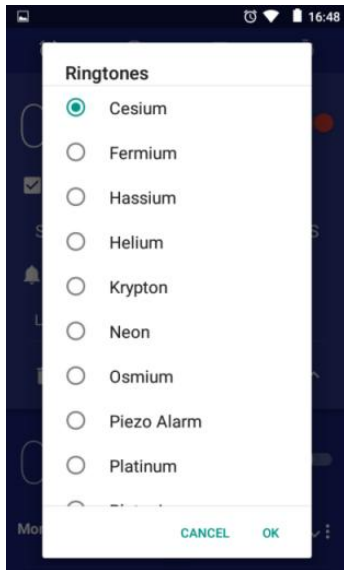 16:48
Ringtones
Cesium
Fermium
Hassium
Helium
Krypton
Neon
Osmium
Piezo Alarm
Platinum
CANCEL
OK